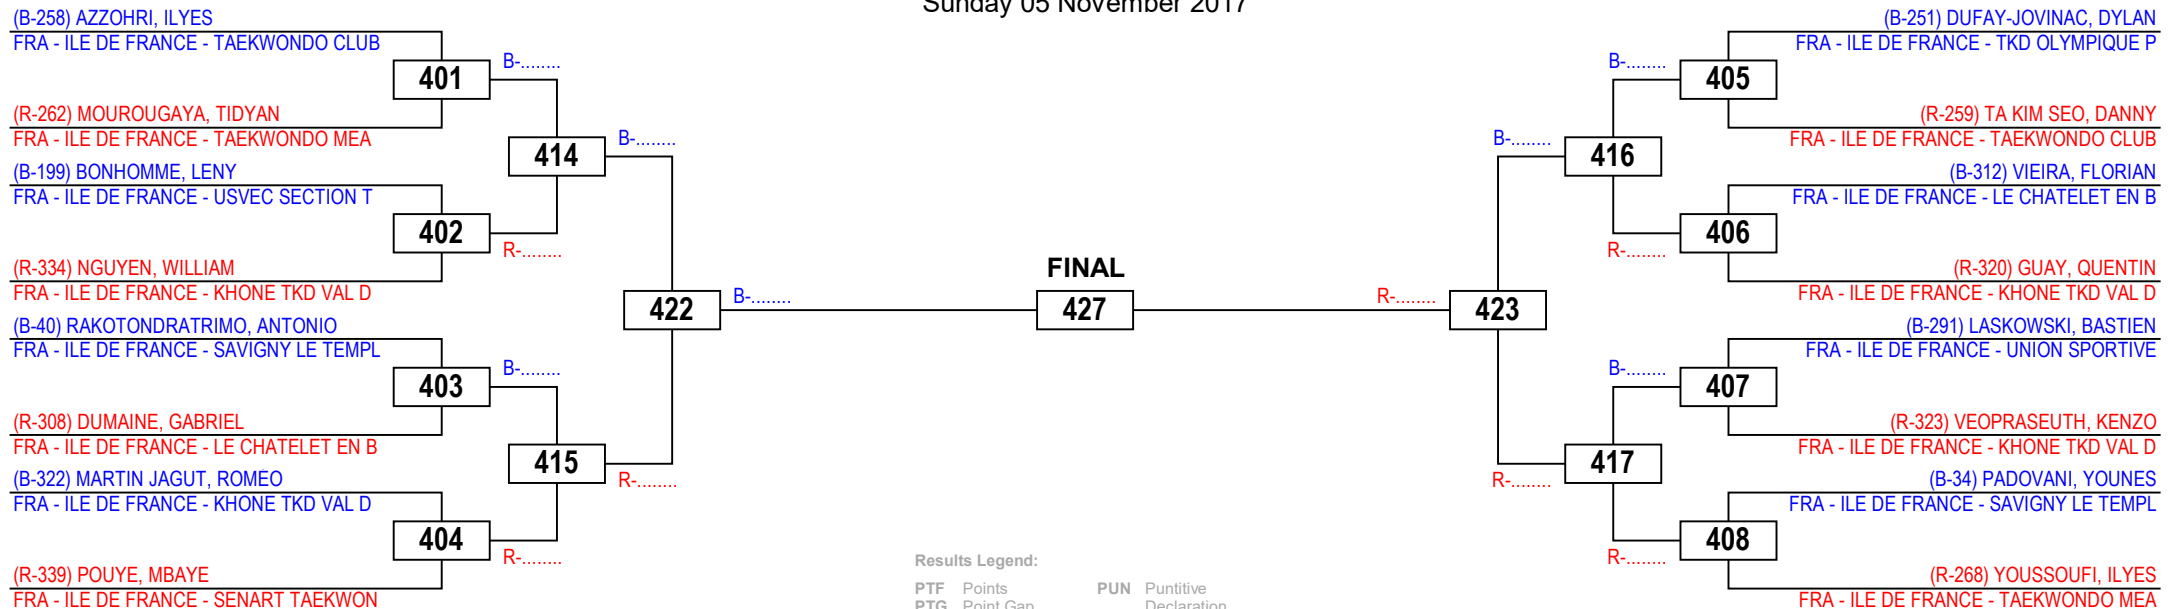 Sunday 05 November 2017
(B-258) AZZOHRI, ILYES
FRA - ILE DE FRANCE - TAEKWONDO CLUB
401
B-........
(R-262) MOUROUGAYA, TIDYAN
FRA - ILE DE FRANCE - TAEKWONDO MEA
414
B-........
(B-199) BONHOMME, LENY
FRA - ILE DE FRANCE - USVEC SECTION T
402
R-........
(R-334) NGUYEN, WILLIAM
FRA - ILE DE FRANCE - KHONE TKD VAL D
422
B-........
(B-40) RAKOTONDRATRIMO, ANTONIO
FRA - ILE DE FRANCE - SAVIGNY LE TEMPL
403
B-........
(R-308) DUMAINE, GABRIEL
FRA - ILE DE FRANCE - LE CHATELET EN B
415
R-........
(B-322) MARTIN JAGUT, ROMÉO
FRA - ILE DE FRANCE - KHONE TKD VAL D
404
R-........
(R-339) POUYE, MBAYE
FRA - ILE DE FRANCE - SENART TAEKWON
FINAL
427
(B-251) DUFAY-JOVINAC, DYLAN
FRA - ILE DE FRANCE - TKD OLYMPIQUE P
B-........
405
(R-259) TA KIM SEO, DANNY
FRA - ILE DE FRANCE - TAEKWONDO CLUB
B-........
416
(B-312) VIEIRA, FLORIAN
FRA - ILE DE FRANCE - LE CHATELET EN B
406
R-........
(R-320) GUAY, QUENTIN
FRA - ILE DE FRANCE - KHONE TKD VAL D
R-........
423
(B-291) LASKOWSKI, BASTIEN
FRA - ILE DE FRANCE - UNION SPORTIVE
B-........
407
(R-323) VEOPRASEUTH, KENZO
FRA - ILE DE FRANCE - KHONE TKD VAL D
417
R-........
(B-34) PADOVANI, YOUNES
FRA - ILE DE FRANCE - SAVIGNY LE TEMPL
408
R-........
(R-268) YOUSSOUFI, ILYES
FRA - ILE DE FRANCE - TAEKWONDO MEA
Results Legend:
PTF Points PUN Puntitive
PTG Point Gap Declaration